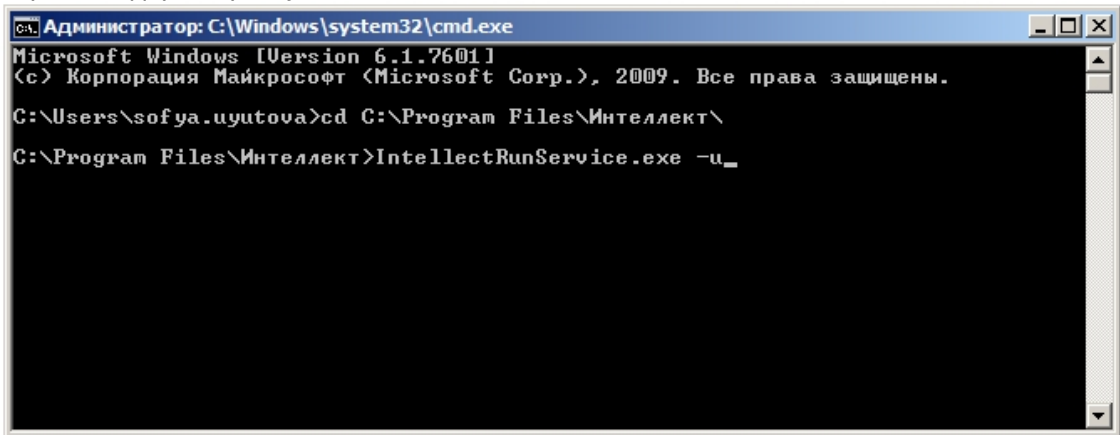 Администратор: C:\Windows\system32\cmd.exe
Microsoft Windows [Version 6.1.7601]
(c) Корпорация Майкрософт (Microsoft Corp.), 2009. Все права защищены.
C:\Users\sofya.uyutova>cd C:\Program Files\Интеллект\
C:\Program Files\Интеллект>IntellectRunService.exe -u_